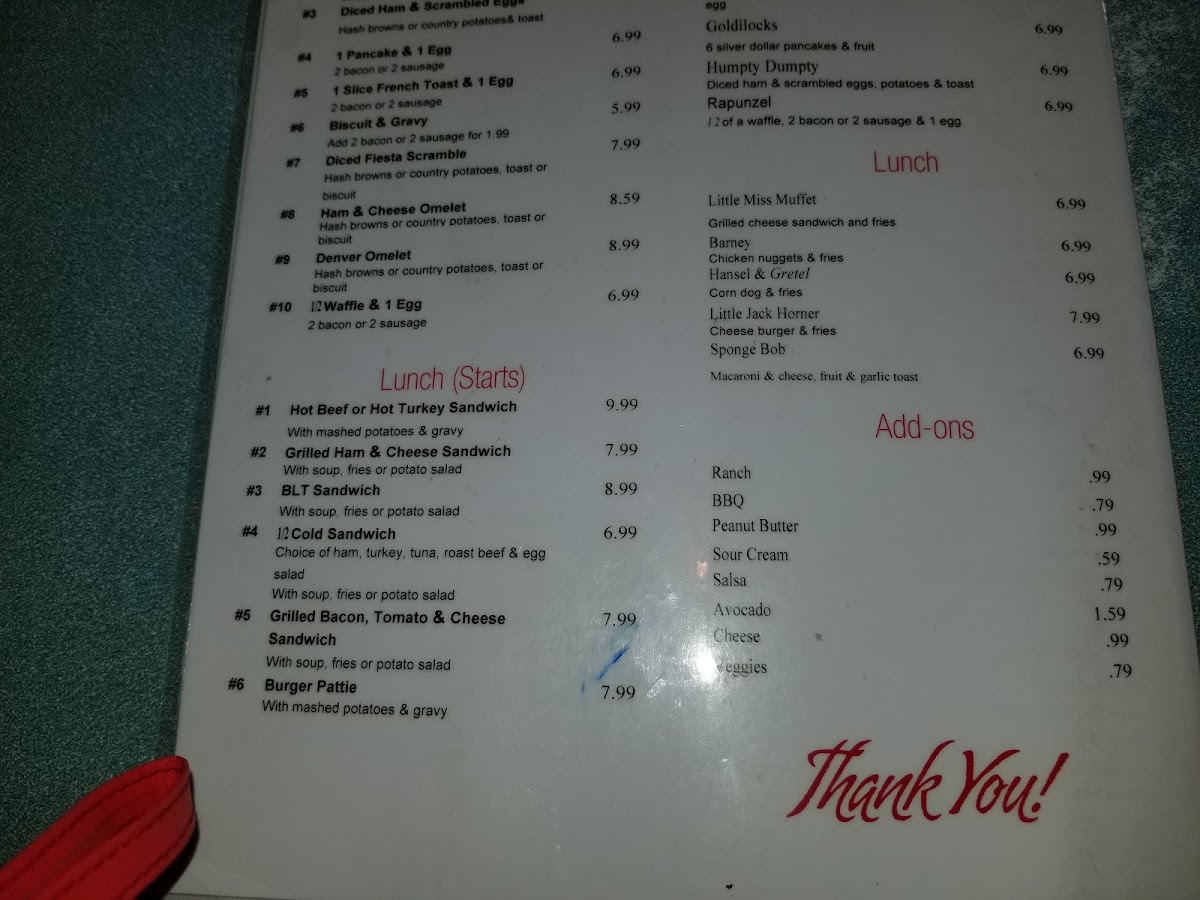 #3 Diced Ham & Scrambled Eggs
Hash browns or country potatoes& toast
#4 1 Pancake & 1 Egg 6.99
2 bacon or 2 sausage
#5 1 Slice French Toast & 1 Egg 6.99
2 bacon or 2 sausage
#6 Biscuit & Gravy 5.99
Add 2 bacon or 2 sausage for 1.99
#7 Diced Fiesta Scramble 7.99
Hash browns or country potatoes, toast or
biscuit
#8 Ham & Cheese Omelet 8.59
Hash browns or country potatoes, toast or
biscuit
#9 Denver Omelet 8.99
Hash browns or country potatoes, toast or
biscuit
#10 1/2 Waffle & 1 Egg 6.99
2 bacon or 2 sausage
Lunch (Starts)
#1 Hot Beef or Hot Turkey Sandwich 9.99
With mashed potatoes & gravy
#2 Grilled Ham & Cheese Sandwich 7.99
With soup, fries or potato salad
#3 BLT Sandwich 8.99
With soup, fries or potato salad
#4 1/2 Cold Sandwich 6.99
Choice of ham, turkey, tuna, roast beef & egg
salad
With soup, fries or potato salad
#5 Grilled Bacon, Tomato & Cheese 7.99
Sandwich
With soup, fries or potato salad
#6 Burger Pattie 7.99
With mashed potatoes & gravy
egg
Goldilocks 6.99
6 silver dollar pancakes & fruit
Humpty Dumpty 6.99
Diced ham & scrambled eggs, potatoes & toast
Rapunzel 6.99
1/2 of a waffle, 2 bacon or 2 sausage & 1 egg
Lunch
Little Miss Muffet 6.99
Grilled cheese sandwich and fries
Barney 6.99
Chicken nuggets & fries
Hansel & Gretel 6.99
Corn dog & fries
Little Jack Horner 7.99
Cheese burger & fries
Sponge Bob 6.99
Macaroni & cheese, fruit & garlic toast
Add-ons
Ranch .99
BBQ .79
Peanut Butter .99
Sour Cream .59
Salsa .79
Avocado 1.59
Cheese .99
Veggies .79
Thank You!